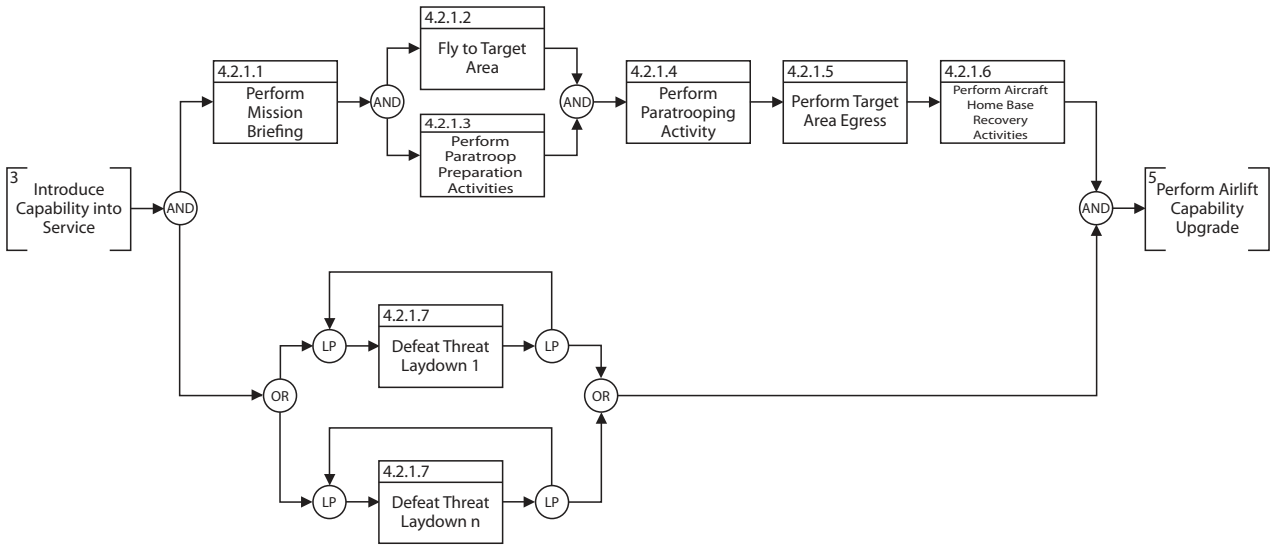 4.2.1.2
Fly to Target
Area
4.2.1.1
Perform
Mission
Briefing
AND
AND
4.2.1.3
Perform
Paratroop
Preparation
Activities
4.2.1.4
Perform
Paratrooping
Activity
4.2.1.5
Perform Target
Area Egress
4.2.1.6
Perform Aircraft
Home Base
Recovery
Activities
3
Introduce
Capability into
Service
AND
AND
5
Perform Airlift
Capability
Upgrade
4.2.1.7
LP
Defeat Threat
Laydown 1
LP
OR
OR
4.2.1.7
LP
Defeat Threat
Laydown n
LP